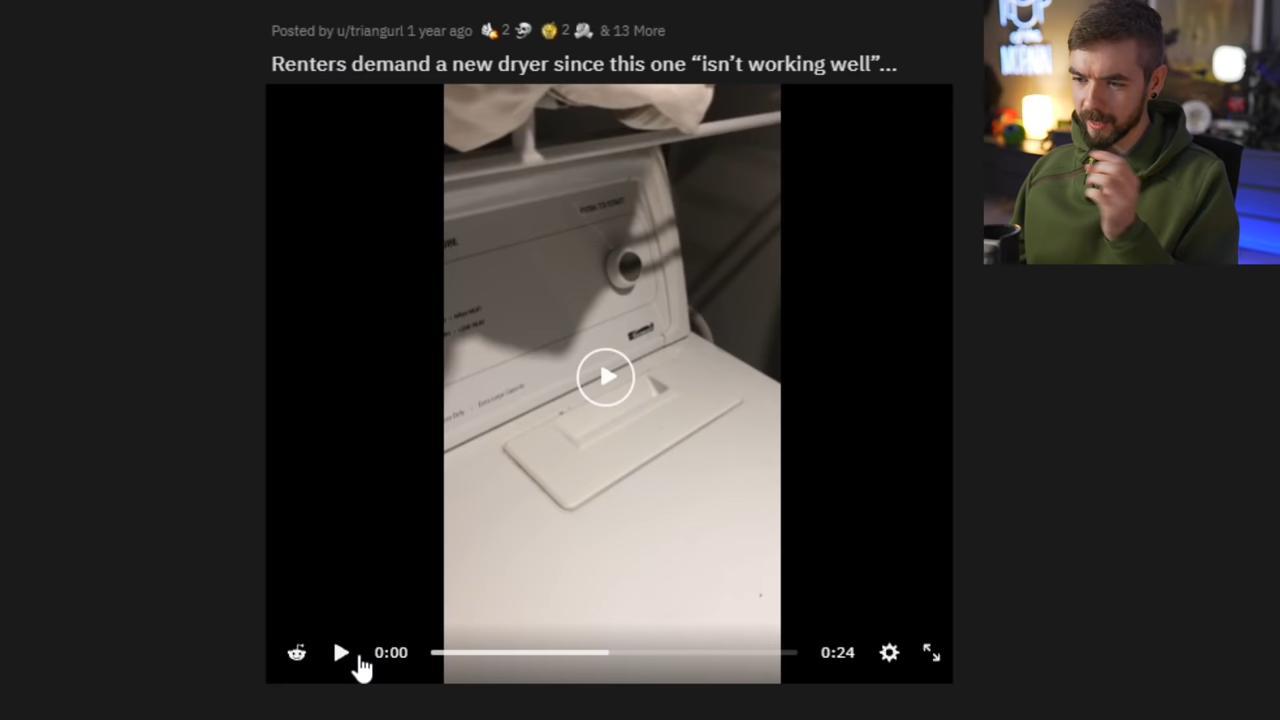 Posted by u/triangurl 1 year ago 2 2 & 13 More
Renters demand a new dryer since this one “isn’t working well”...
PUSH TO START
0:00
0:24